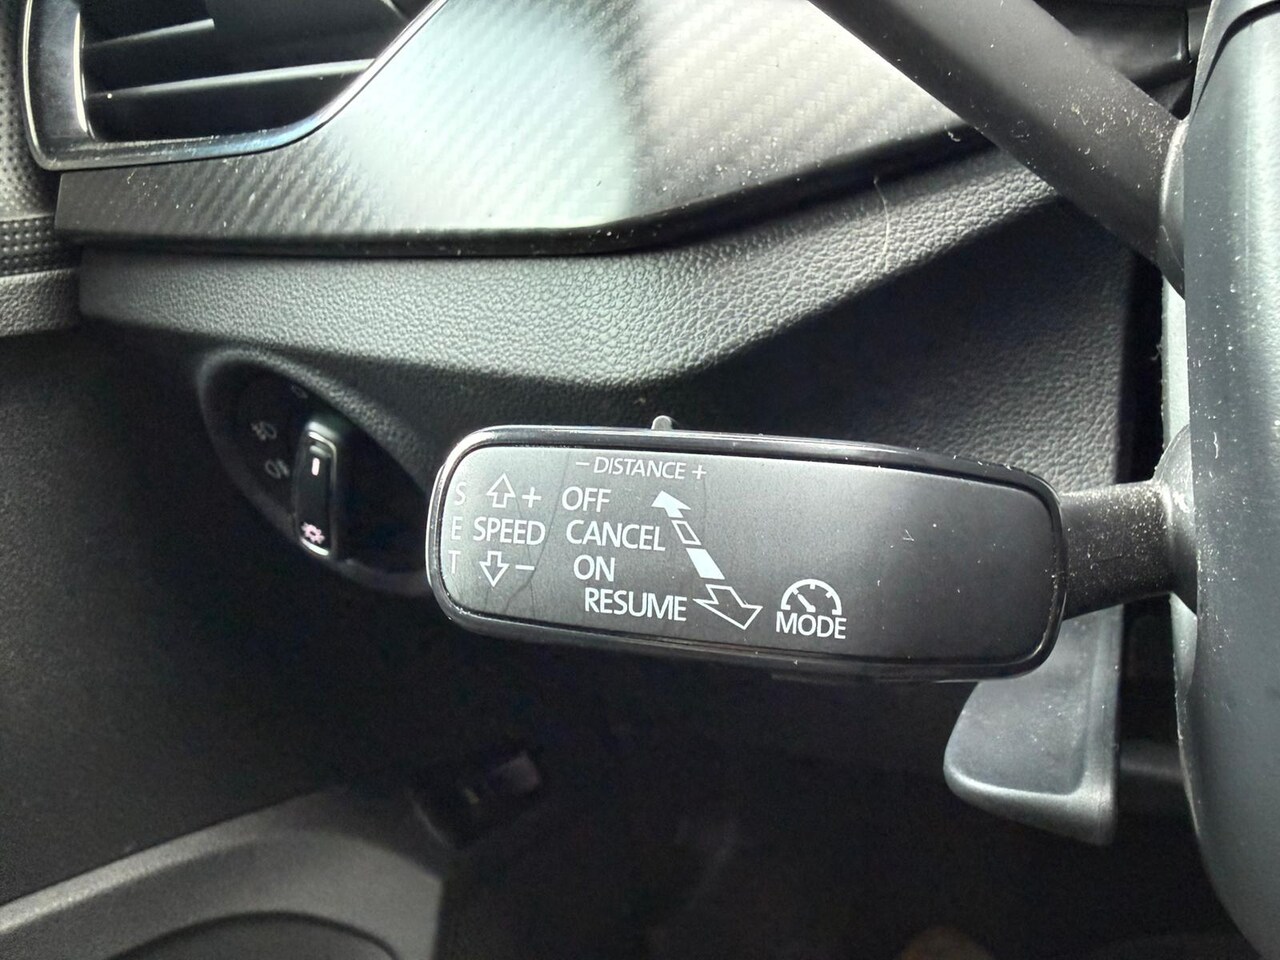 - DISTANCE +
S + OFF
E SPEED CANCEL
T - ON
RESUME
MODE